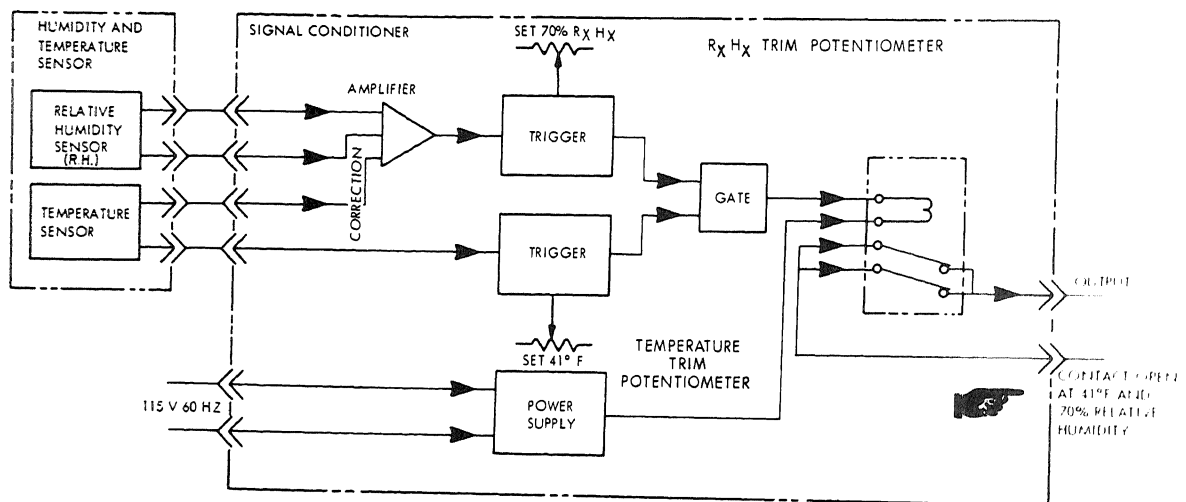 HUMIDITY AND
TEMPERATURE
SENSOR
SIGNAL CONDITIONER
SET 70% RX HX
RX HX TRIM POTENTIOMETER
AMPLIFIER
RELATIVE
HUMIDITY
SENSOR
(R.H.)
TRIGGER
CORRECTION
GATE
TEMPERATURE
SENSOR
TRIGGER
OUTPUT
SET 41° F
TEMPERATURE
TRIM
POTENTIOMETER
115 V 60 HZ
POWER
SUPPLY
CONTACT OPEN
AT 41°F AND
70% RELATIVE
HUMIDITY